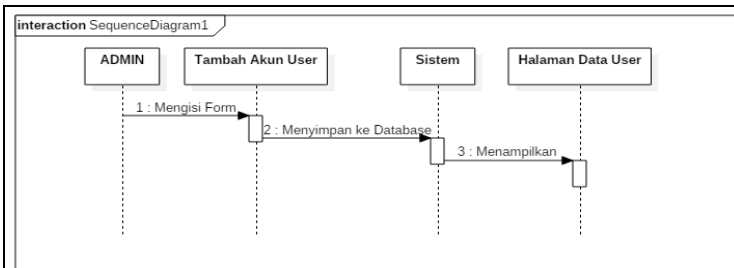 interaction SequenceDiagram1
ADMIN
Tambah Akun User
Sistem
Halaman Data User
1 : Mengisi Form
2 : Menyimpan ke Database
3 : Menampilkan